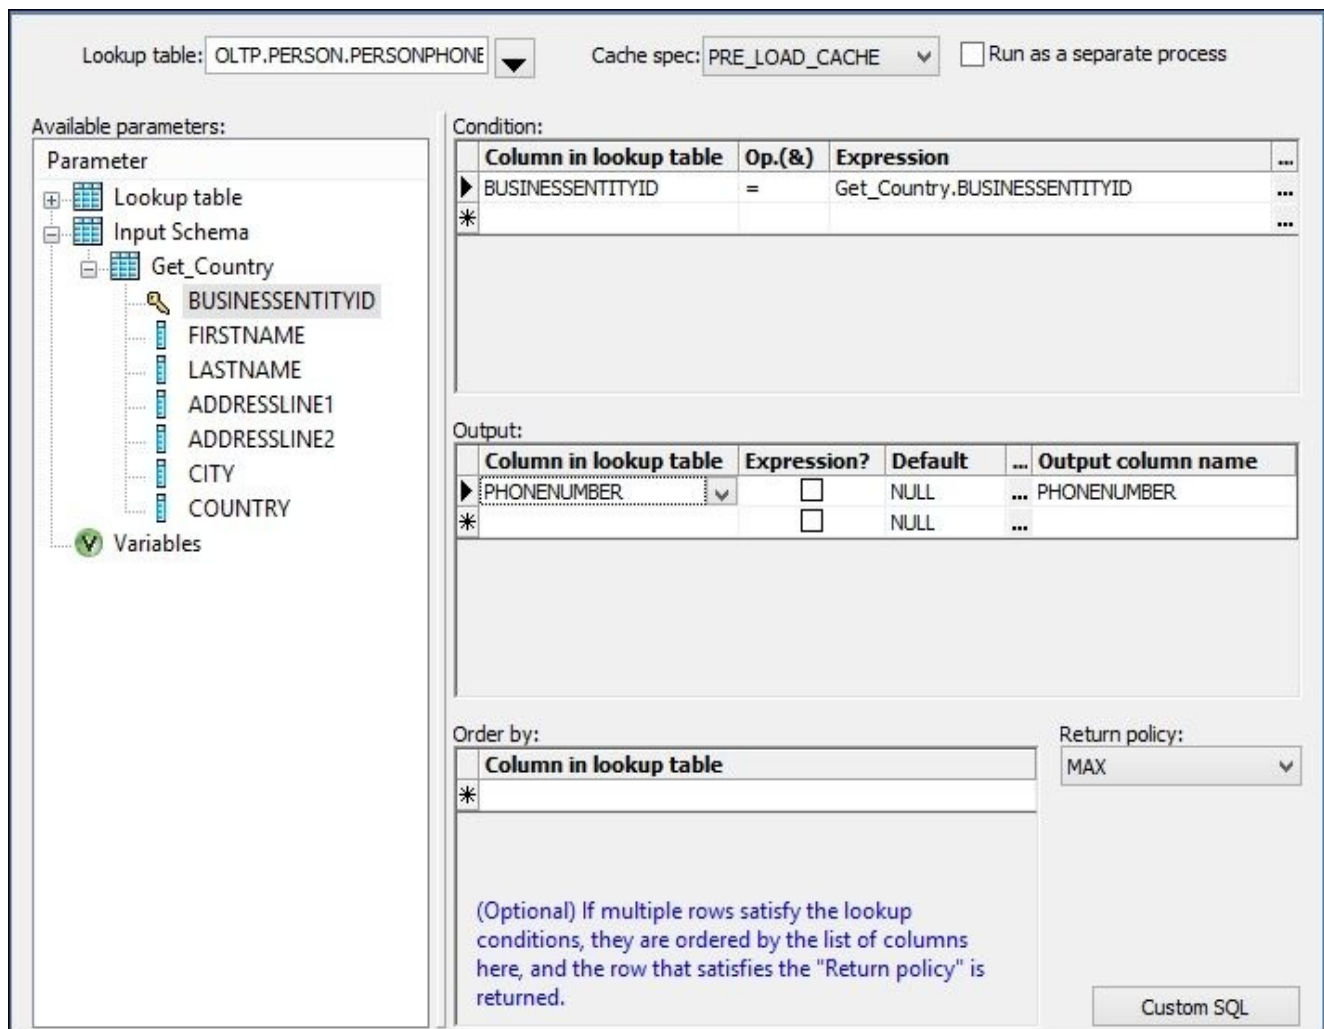 Lookup table: OLTP.PERSON.PERSONPHONE Cache spec: PRE_LOAD_CACHE Run as a separate process
Available parameters:
Parameter
Lookup table
Input Schema
Get_Country
BUSINESSENTITYID
FIRSTNAME
LASTNAME
ADDRESSLINE1
ADDRESSLINE2
CITY
COUNTRY
V Variables
Condition:
Column in lookup table Op.(&) Expression ...
BUSINESSENTITYID = Get_Country.BUSINESSENTITYID ...
* ...
Output:
Column in lookup table Expression? Default ... Output column name
PHONENUMBER NULL ... PHONENUMBER
* NULL ...
Order by:
Column in lookup table
*
(Optional) If multiple rows satisfy the lookup
conditions, they are ordered by the list of columns
here, and the row that satisfies the "Return policy" is
returned.
Return policy:
MAX
Custom SQL